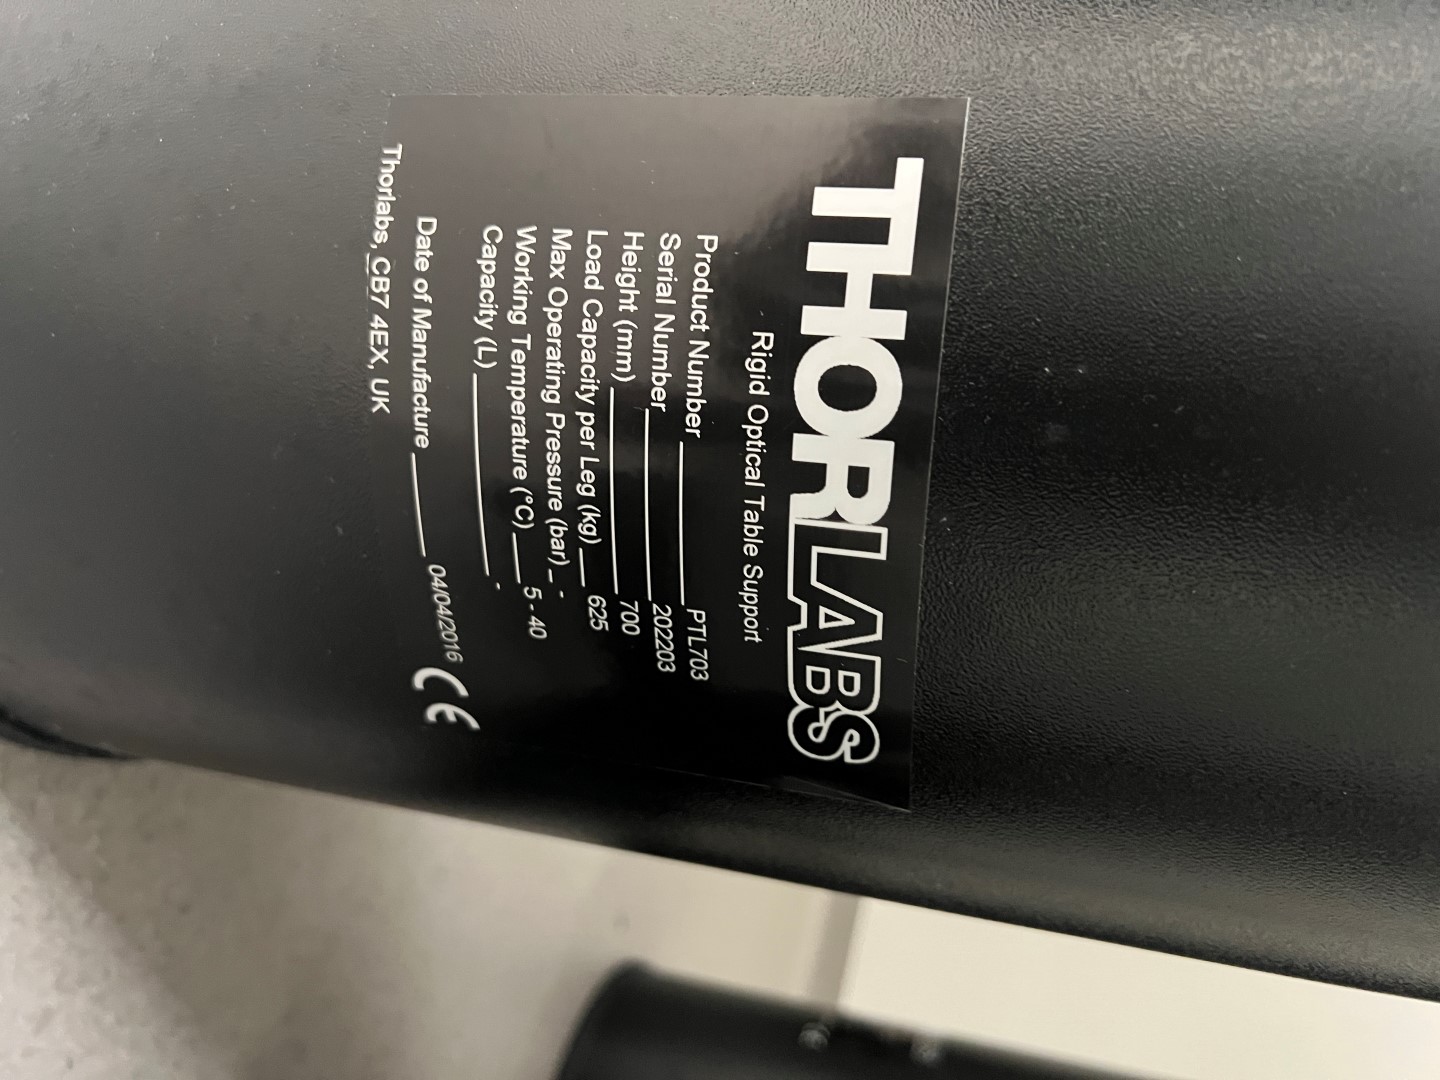 THORLABS
Rigid Optical Table Support
Product Number PTL703
Serial Number 202203
Height (mm) 700
Load Capacity per Leg (kg) 625
Max Operating Pressure (bar) -
Working Temperature (°C) 5 - 40
Capacity (L) -
Date of Manufacture 04/04/2016
CE
Thorlabs, CB7 4EX, UK